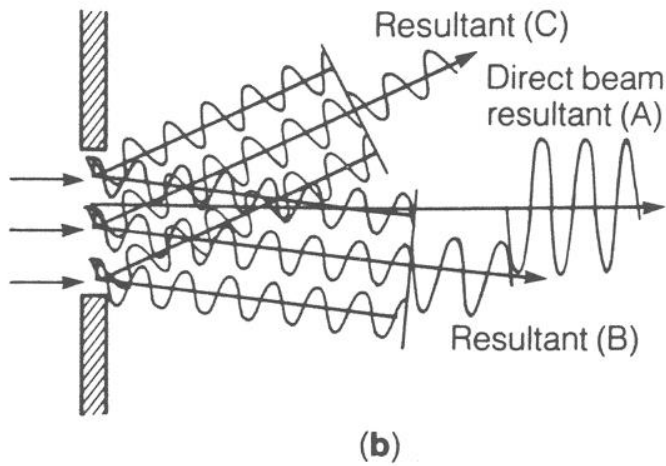 Resultant (C)
Direct beam
resultant (A)
Resultant (B)
(b)